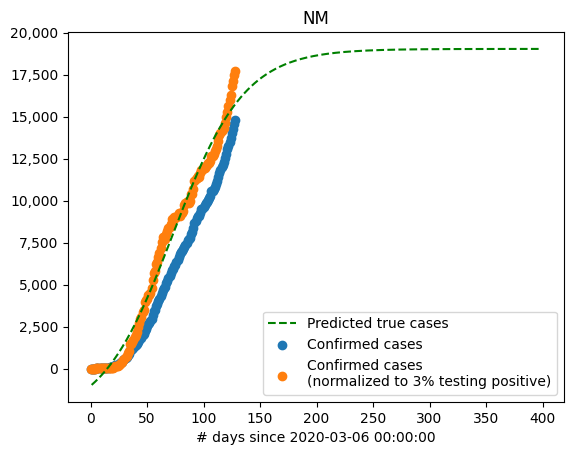 NM
20,000
17,500
15,000
12,500
10,000
7,500
5,000
2,500
0
0 50 100 150 200 250 300 350 400
# days since 2020-03-06 00:00:00
Predicted true cases
Confirmed cases
Confirmed cases
(normalized to 3% testing positive)